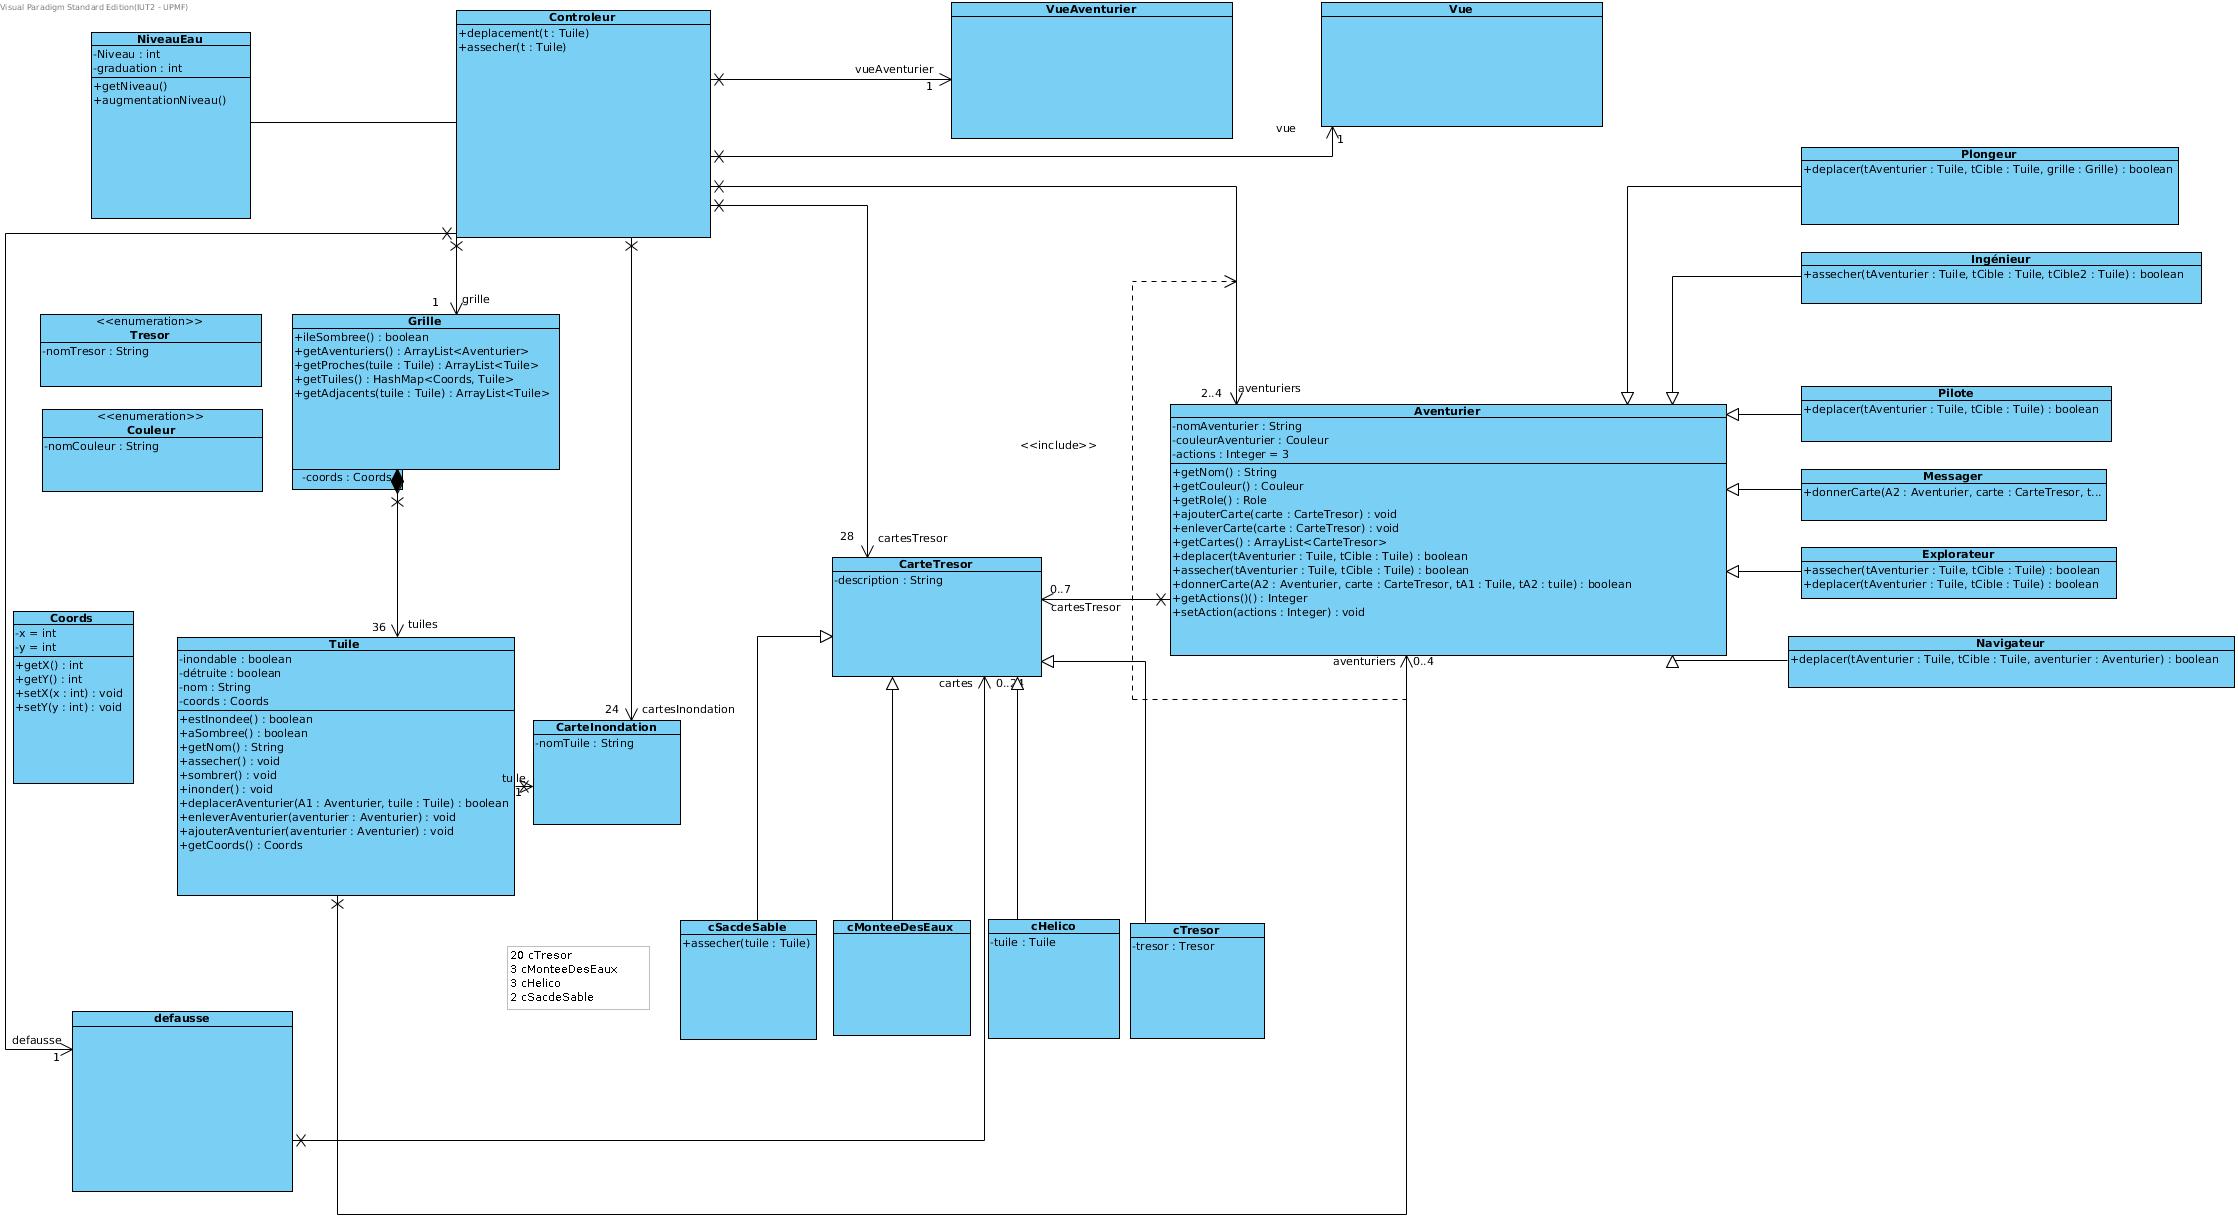 Visual Paradigm Standard Edition(IUT2 - UPMF)
NiveauEau
-Niveau : int
-graduation : int
+getNiveau()
+augmentationNiveau()
Controleur
+deplacement(t : Tuile)
+assecher(t : Tuile)
VueAventurier
Vue
vueAventurier
1
vue
1
Plongeur
+deplacer(tAventurier : Tuile, tCible : Tuile, grille : Grille) : boolean
Ingénieur
+assecher(tAventurier : Tuile, tCible : Tuile, tCible2 : Tuile) : boolean
1
grille
<<enumeration>>
Tresor
-nomTresor : String
<<enumeration>>
Couleur
-nomCouleur : String
Grille
+ileSombree() : boolean
+getAventuriers() : ArrayList<Aventurier>
+getProches(tuile : Tuile) : ArrayList<Tuile>
+getTuiles() : HashMap<Coords, Tuile>
+getAdjacents(tuile : Tuile) : ArrayList<Tuile>
-coords : Coords
2..4
aventuriers
<<include>>
Aventurier
-nomAventurier : String
-couleurAventurier : Couleur
-actions : Integer = 3
+getNom() : String
+getCouleur() : Couleur
+getRole() : Role
+ajouterCarte(carte : CarteTresor) : void
+enleverCarte(carte : CarteTresor) : void
+getCartes() : ArrayList<CarteTresor>
+deplacer(tAventurier : Tuile, tCible : Tuile) : boolean
+assecher(tAventurier : Tuile, tCible : Tuile) : boolean
+donnerCarte(A2 : Aventurier, carte : CarteTresor, tA1 : Tuile, tA2 : tuile) : boolean
+getActions()() : Integer
+setAction(actions : Integer) : void
Pilote
+deplacer(tAventurier : Tuile, tCible : Tuile) : boolean
Messager
+donnerCarte(A2 : Aventurier, carte : CarteTresor, t...
Explorateur
+assecher(tAventurier : Tuile, tCible : Tuile) : boolean
+deplacer(tAventurier : Tuile, tCible : Tuile) : boolean
Navigateur
+deplacer(tAventurier : Tuile, tCible : Tuile, aventurier : Aventurier) : boolean
28
cartesTresor
CarteTresor
-description : String
0..7
cartesTresor
aventuriers
0..4
cartes
0..24
Coords
-x = int
-y = int
+getX() : int
+getY() : int
+setX(x : int) : void
+setY(y : int) : void
36
tuiles
Tuile
-inondable : boolean
-détruite : boolean
-nom : String
-coords : Coords
+estInondee() : boolean
+aSombree() : boolean
+getNom() : String
+assecher() : void
+sombrer() : void
+inonder() : void
+deplacerAventurier(A1 : Aventurier, tuile : Tuile) : boolean
+enleverAventurier(aventurier : Aventurier) : void
+ajouterAventurier(aventurier : Aventurier) : void
+getCoords() : Coords
24
cartesInondation
CarteInondation
-nomTuile : String
tuile
1
20 cTresor
3 cMonteeDesEaux
3 cHelico
2 cSacdeSable
cSacdeSable
+assecher(tuile : Tuile)
cMonteeDesEaux
cHelico
-tuile : Tuile
cTresor
-tresor : Tresor
defausse
1
defausse